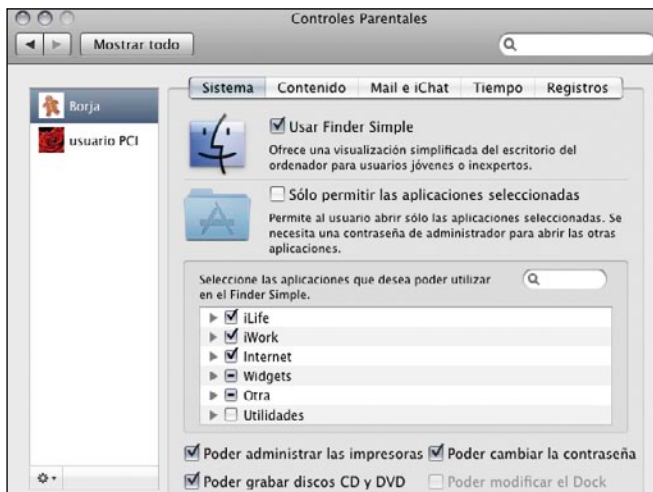 Controles Parentales
Mostrar todo
Borja
usuario PCI
Sistema Contenido Mail e iChat Tiempo Registros
Usar Finder Simple
Ofrece una visualización simplificada del escritorio del
ordenador para usuarios jóvenes o inexpertos.
Sólo permitir las aplicaciones seleccionadas
Permite al usuario abrir sólo las aplicaciones seleccionadas. Se
necesita una contraseña de administrador para abrir las otras
aplicaciones.
Seleccione las aplicaciones que desea poder utilizar
en el Finder Simple.
iLife
iWork
Internet
Widgets
Otra
Utilidades
Poder administrar las impresoras Poder cambiar la contraseña
Poder grabar discos CD y DVD Poder modificar el Dock